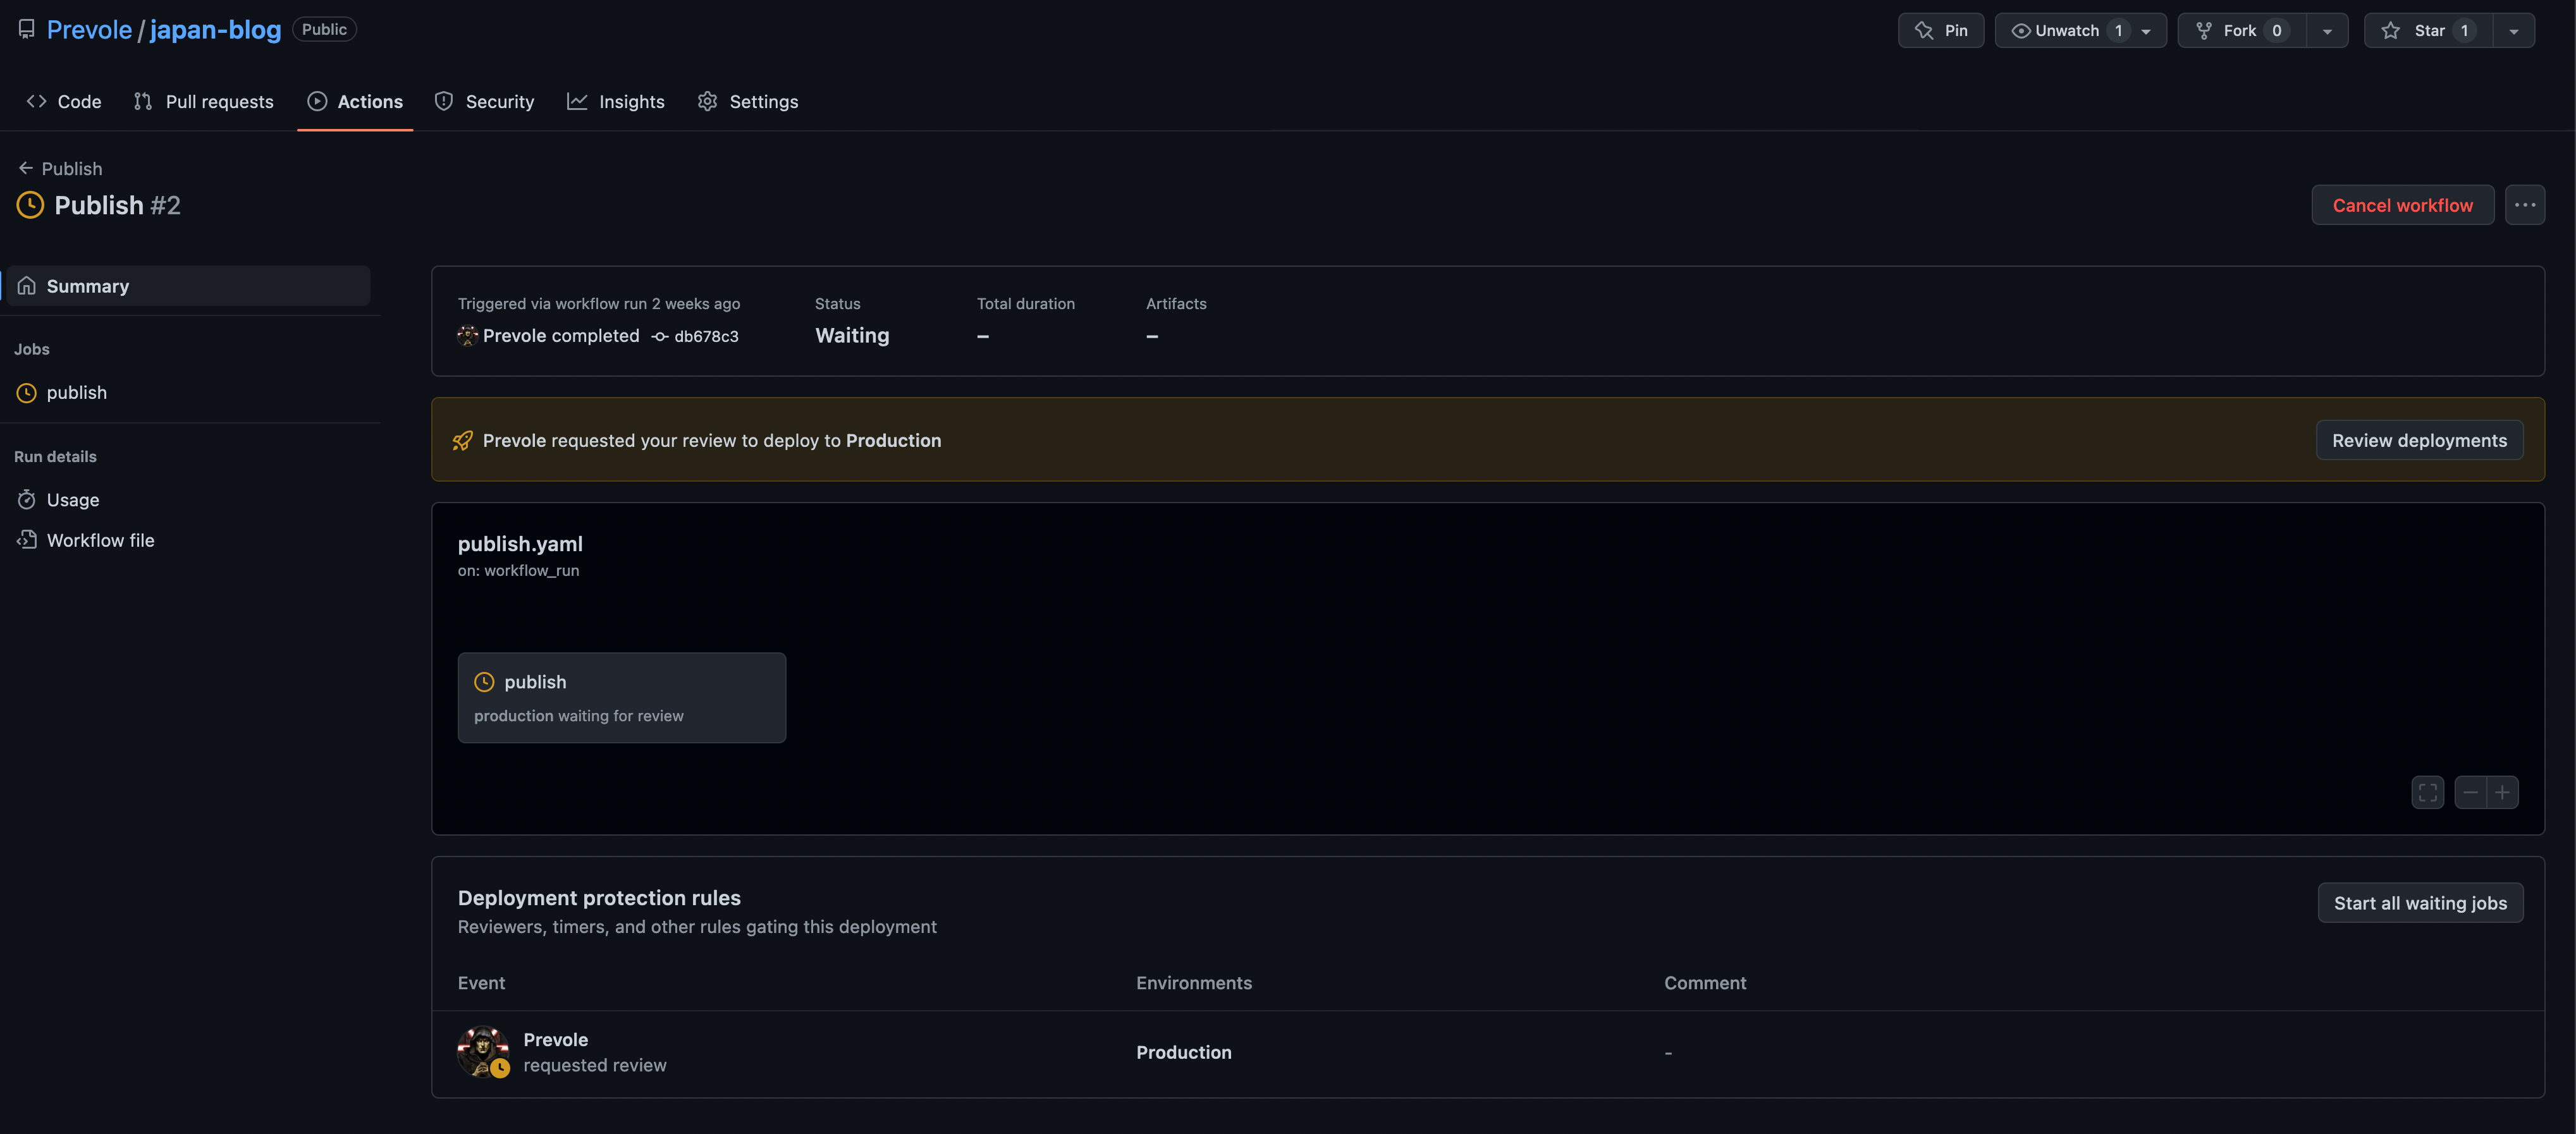 Prevole / japan-blog Public
Pin
Unwatch 1
Fork 0
Star 1
Code
Pull requests
Actions
Security
Insights
Settings
Publish
Publish #2
Cancel workflow
Summary
Jobs
publish
Run details
Usage
Workflow file
Triggered via workflow run 2 weeks ago
Prevole completed db678c3
Status
Waiting
Total duration
–
Artifacts
–
Prevole requested your review to deploy to Production
Review deployments
publish.yaml
on: workflow_run
publish
production waiting for review
Deployment protection rules
Reviewers, timers, and other rules gating this deployment
Start all waiting jobs
Event
Environments
Comment
Prevole
requested review
Production
-